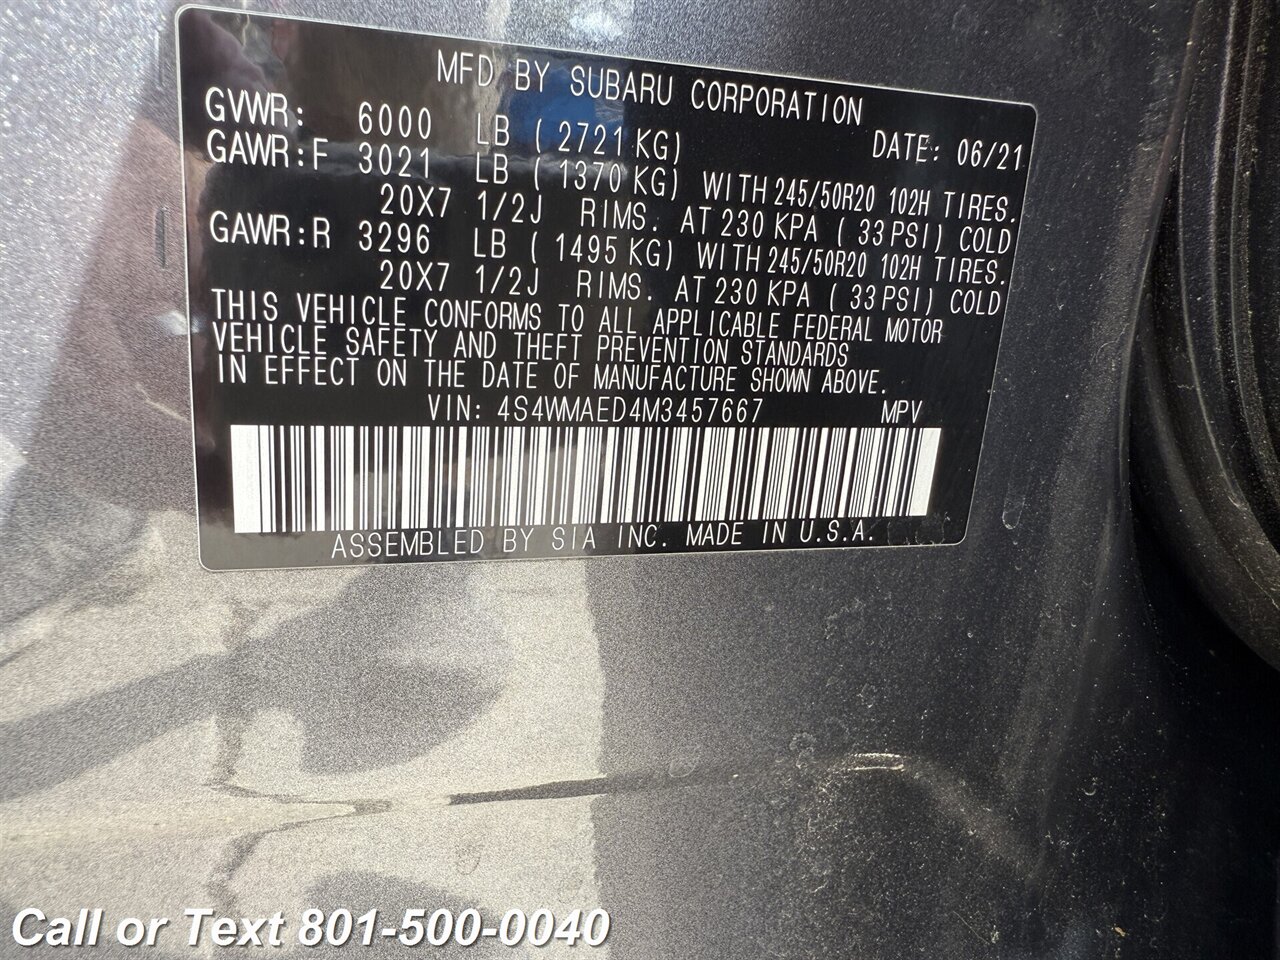 MFD BY SUBARU CORPORATION
GVWR: 6000 LB ( 2721 KG) DATE: 06/21
GAWR:F 3021 LB ( 1370 KG) WITH 245/50R20 102H TIRES.
20X7 1/2J RIMS. AT 230 KPA ( 33 PSI) COLD
GAWR:R 3296 LB ( 1495 KG) WITH 245/50R20 102H TIRES.
20X7 1/2J RIMS. AT 230 KPA ( 33 PSI) COLD
THIS VEHICLE CONFORMS TO ALL APPLICABLE FEDERAL MOTOR
VEHICLE SAFETY AND THEFT PREVENTION STANDARDS
IN EFFECT ON THE DATE OF MANUFACTURE SHOWN ABOVE.
VIN: 4S4WMAED4M3457667 MPV
ASSEMBLED BY SIA INC. MADE IN U.S.A.
Call or Text 801-500-0040